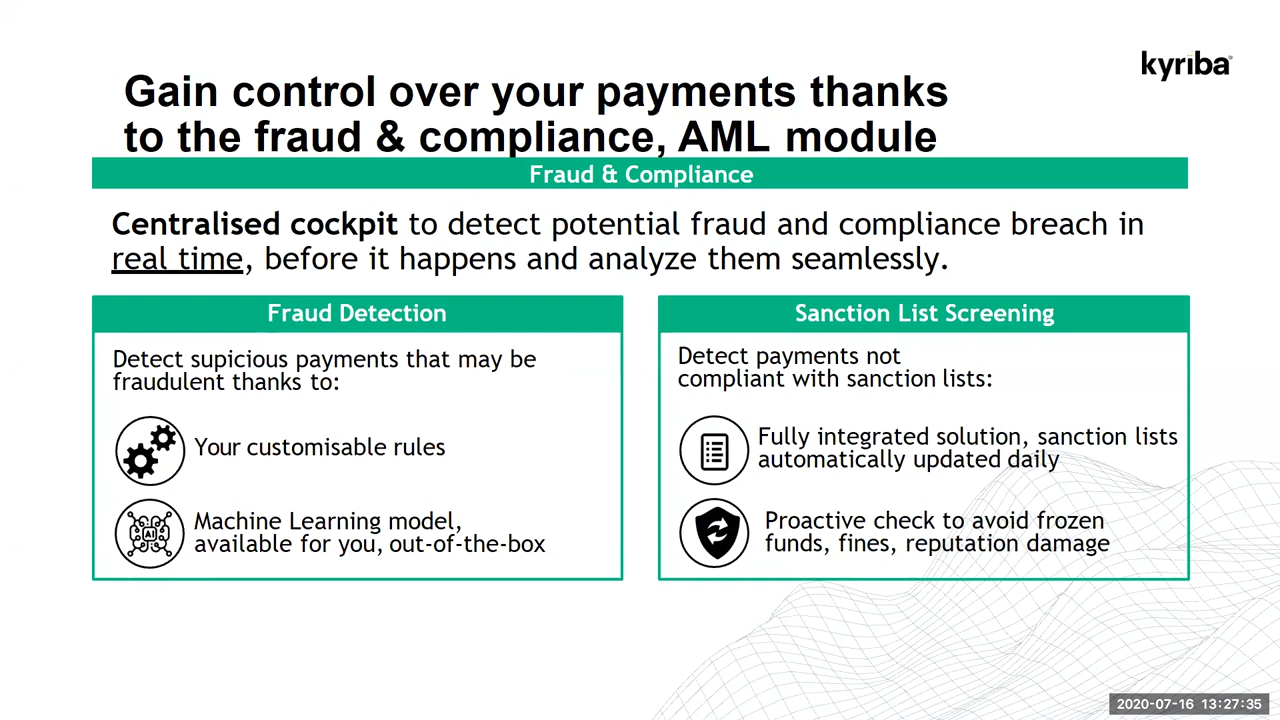 kyriba
Gain control over your payments thanks
to the fraud & compliance, AML module
Fraud & Compliance
Centralised cockpit to detect potential fraud and compliance breach in
real time, before it happens and analyze them seamlessly.
Fraud Detection
Detect supicious payments that may be
fraudulent thanks to:
Your customisable rules
AI
Machine Learning model,
available for you, out-of-the-box
Sanction List Screening
Detect payments not
compliant with sanction lists:
Fully integrated solution, sanction lists
automatically updated daily
Proactive check to avoid frozen
funds, fines, reputation damage
2020-07-16 13:27:35